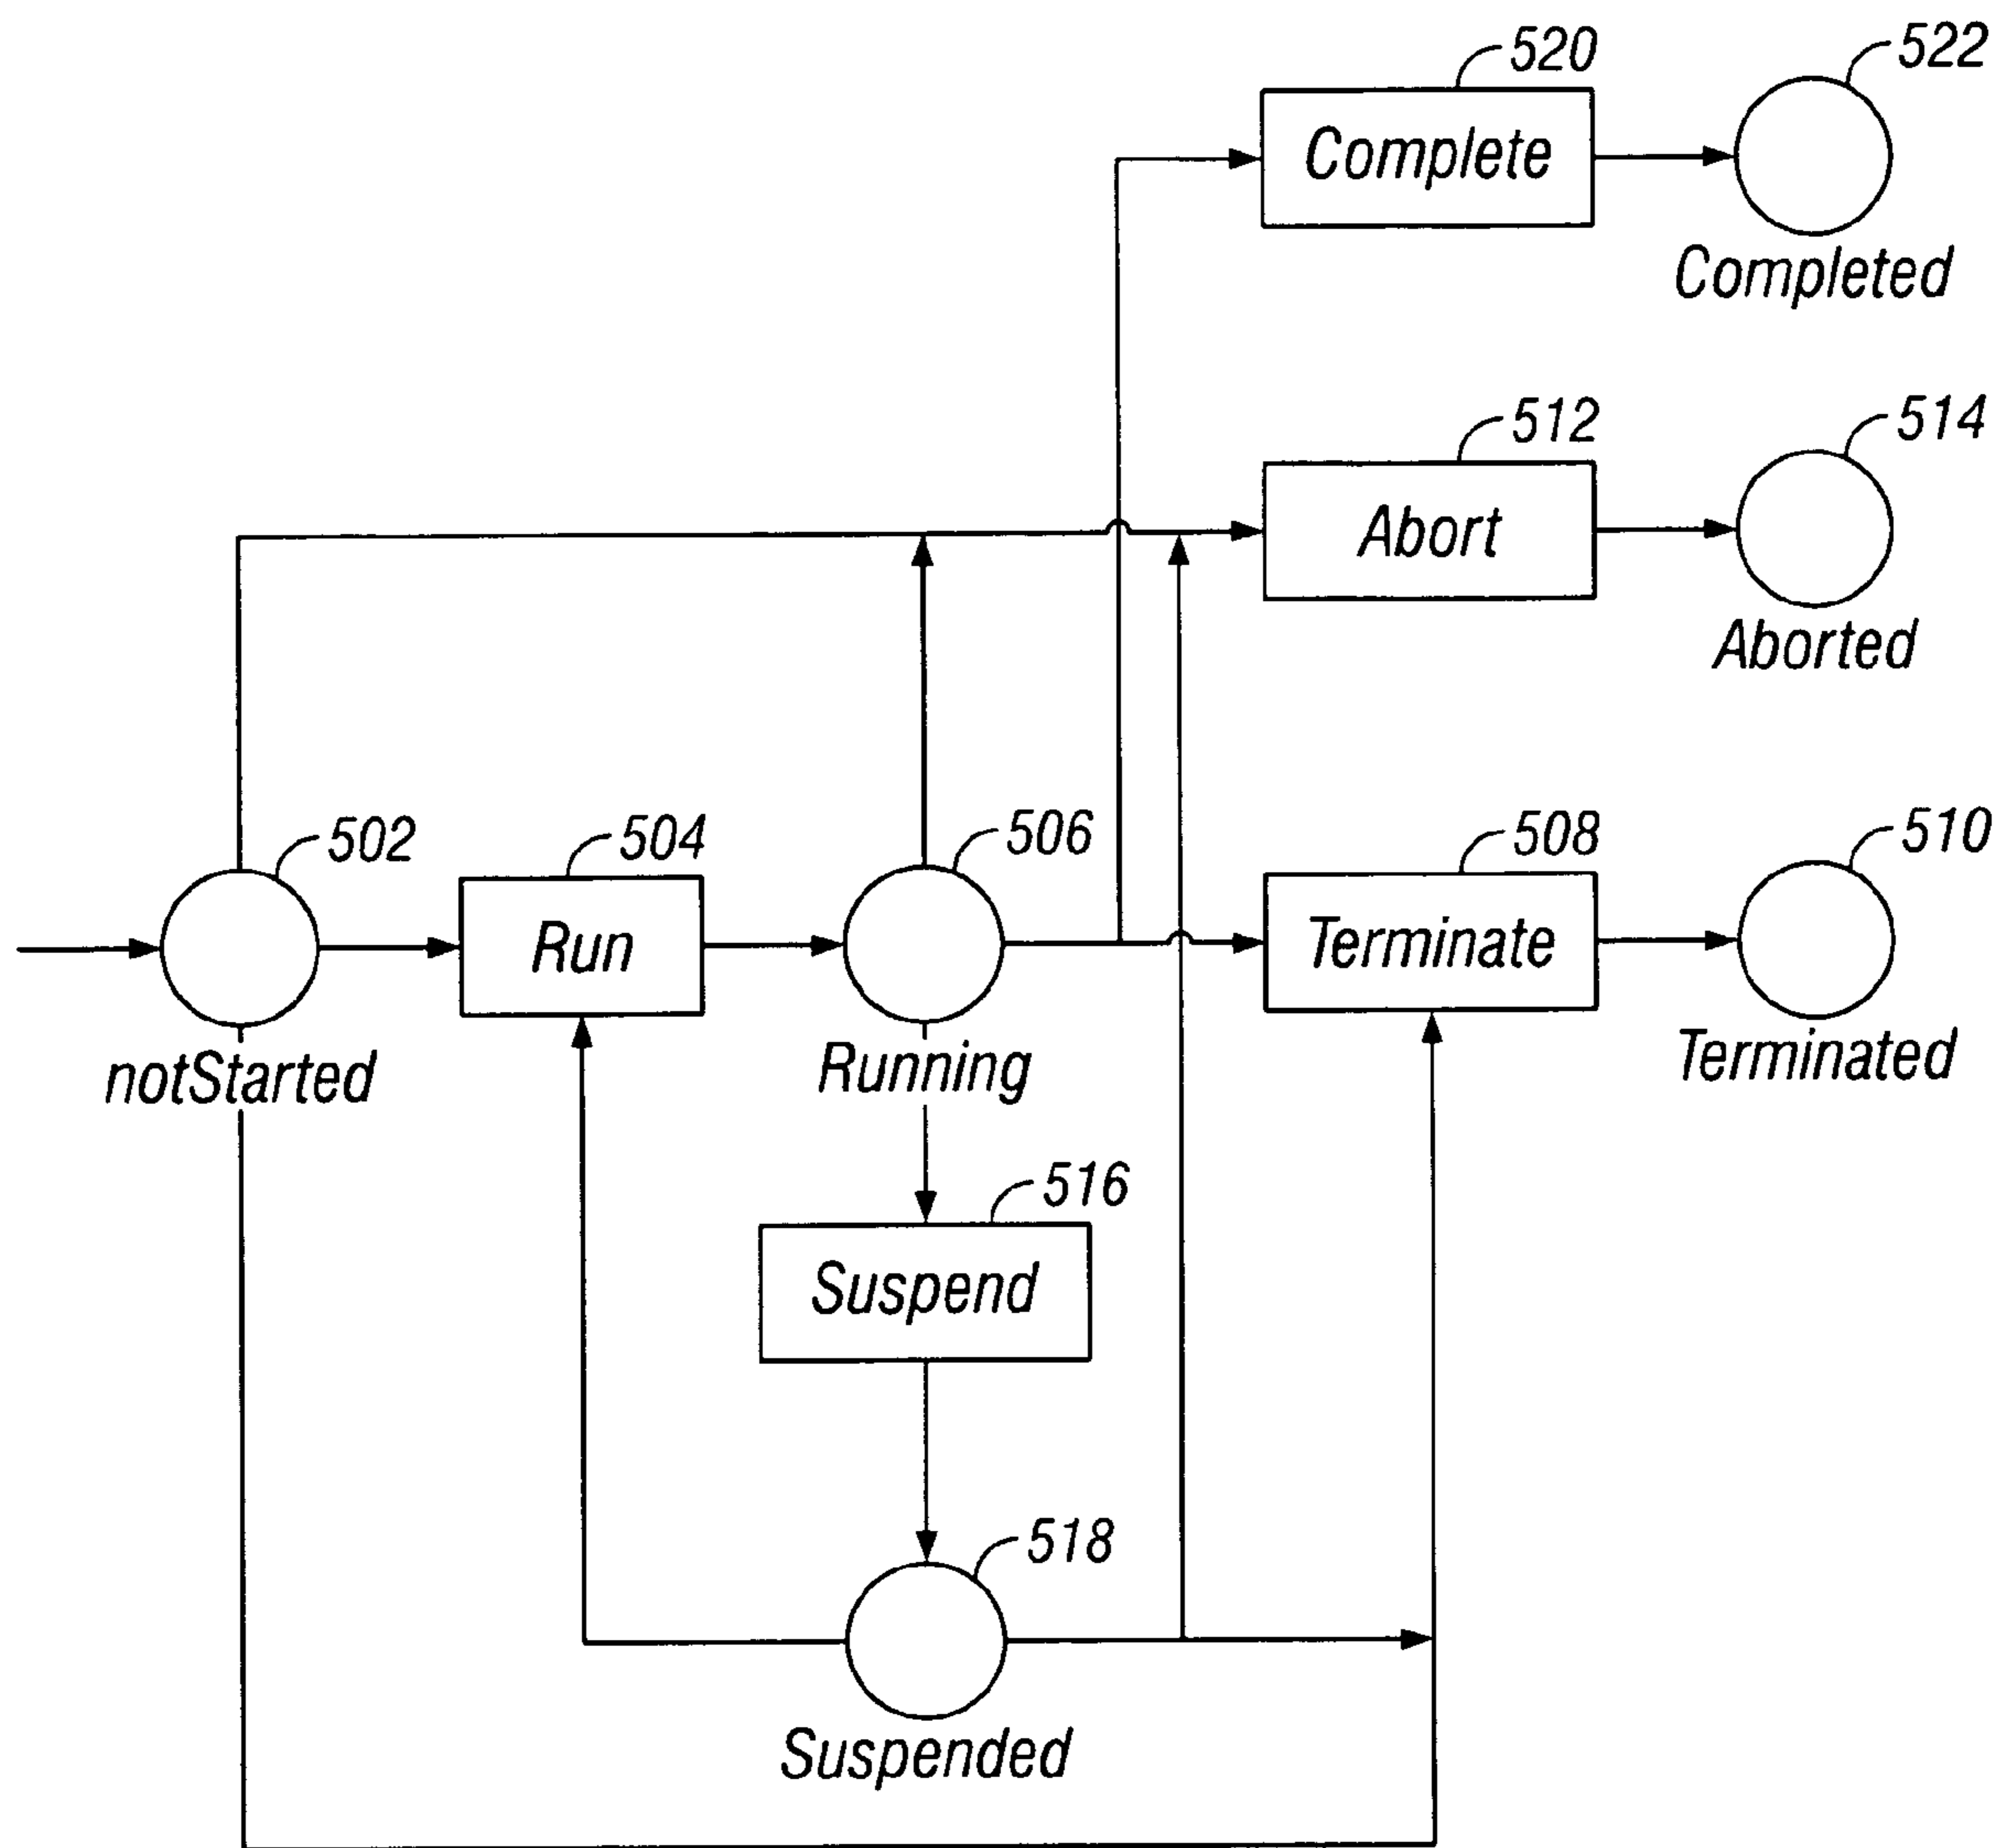 520
522
Complete
Completed
512
514
Abort
Aborted
502
504
506
508
510
Run
Terminate
notStarted
Running
Terminated
516
Suspend
518
Suspended